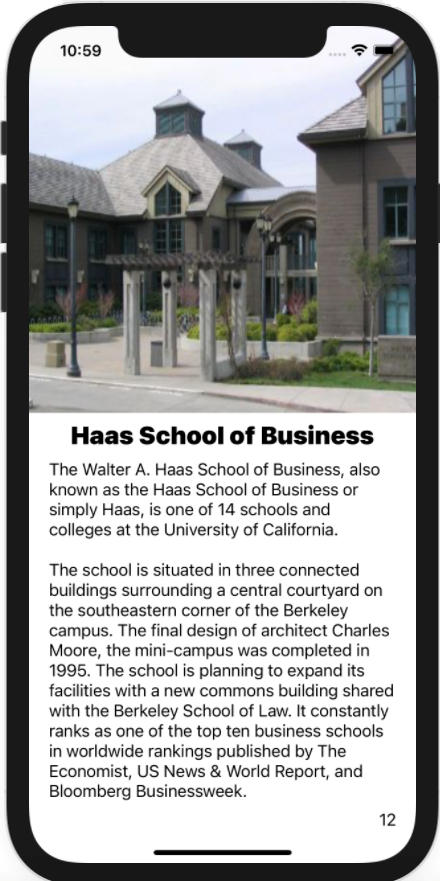 10:59
Haas School of Business
The Walter A. Haas School of Business, also
known as the Haas School of Business or
simply Haas, is one of 14 schools and
colleges at the University of California.
The school is situated in three connected
buildings surrounding a central courtyard on
the southeastern corner of the Berkeley
campus. The final design of architect Charles
Moore, the mini-campus was completed in
1995. The school is planning to expand its
facilities with a new commons building shared
with the Berkeley School of Law. It constantly
ranks as one of the top ten business schools
in worldwide rankings published by The
Economist, US News & World Report, and
Bloomberg Businessweek.
12